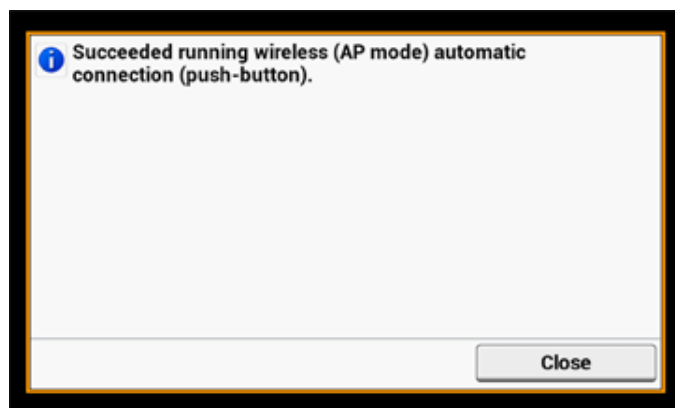 Succeeded running wireless (AP mode) automatic
connection (push-button).
Close